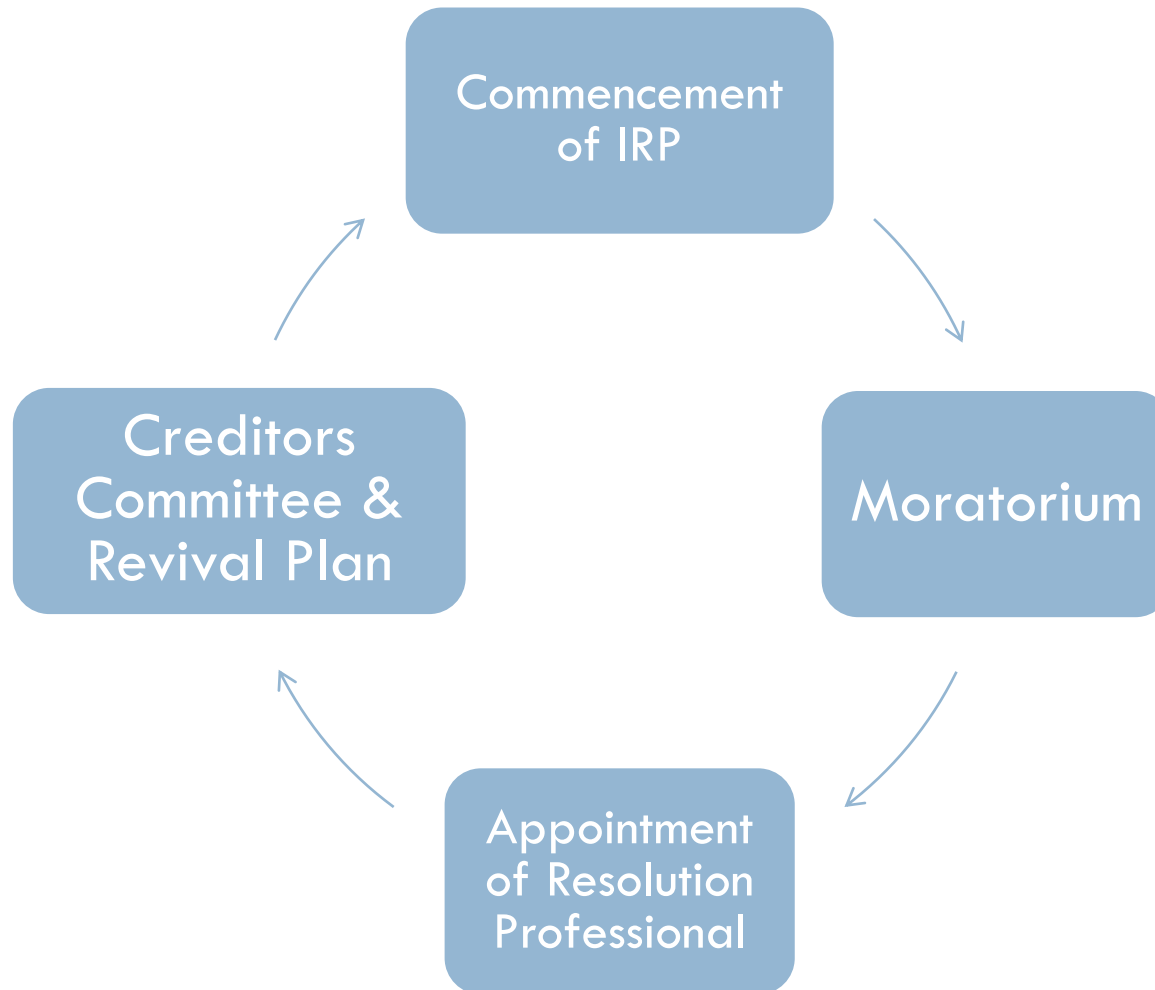 Commencement
of IRP
Moratorium
Appointment
of Resolution
Professional
Creditors
Committee &
Revival Plan